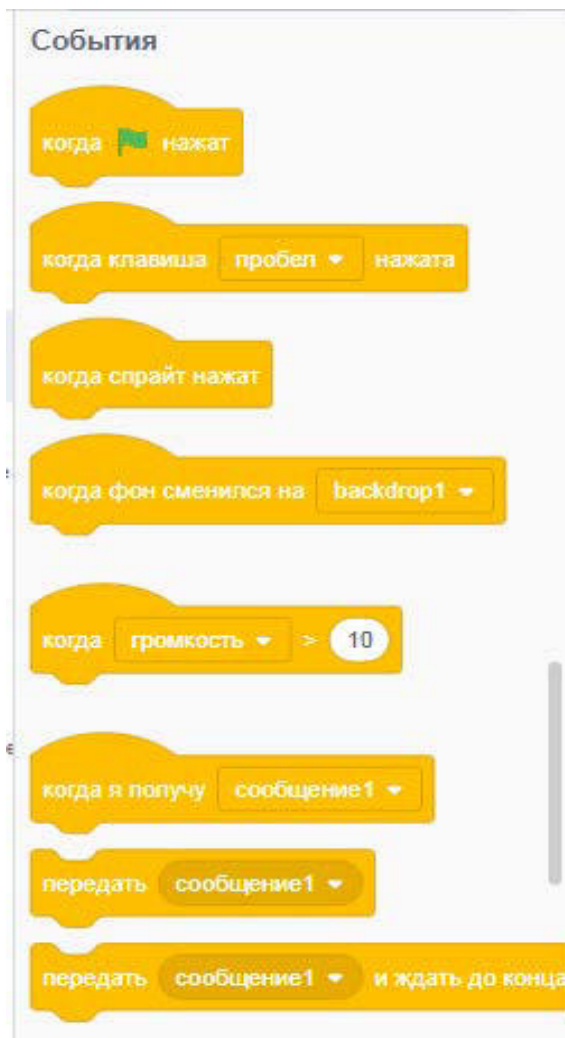 События
когда нажат
когда клавиша пробел нажата
когда спрайт нажат
когда фон сменился на backdrop1
когда громкость > 10
когда я получу сообщение1
передать сообщение1
передать сообщение1 и ждать до конца